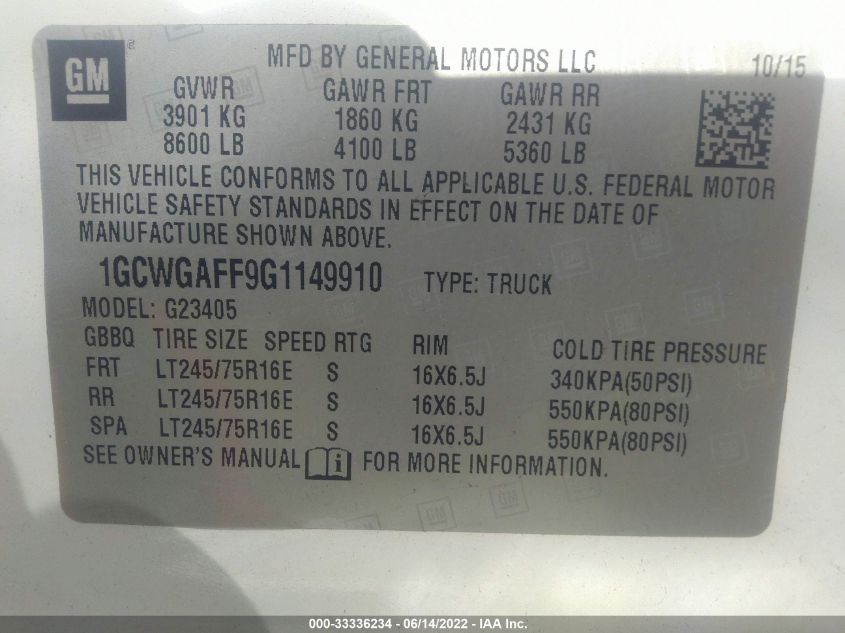 GM
MFD BY GENERAL MOTORS LLC 10/15
GVWR GAWR FRT GAWR RR
3901 KG 1860 KG 2431 KG
8600 LB 4100 LB 5360 LB
THIS VEHICLE CONFORMS TO ALL APPLICABLE U.S. FEDERAL MOTOR
VEHICLE SAFETY STANDARDS IN EFFECT ON THE DATE OF
MANUFACTURE SHOWN ABOVE.
1GCWGAFF9G1149910 TYPE: TRUCK
MODEL: G23405
GBBQ TIRE SIZE SPEED RTG RIM COLD TIRE PRESSURE
FRT LT245/75R16E S 16X6.5J 340KPA(50PSI)
RR LT245/75R16E S 16X6.5J 550KPA(80PSI)
SPA LT245/75R16E S 16X6.5J 550KPA(80PSI)
SEE OWNER'S MANUAL i FOR MORE INFORMATION.
000-33336234 - 06/14/2022 - IAA Inc.